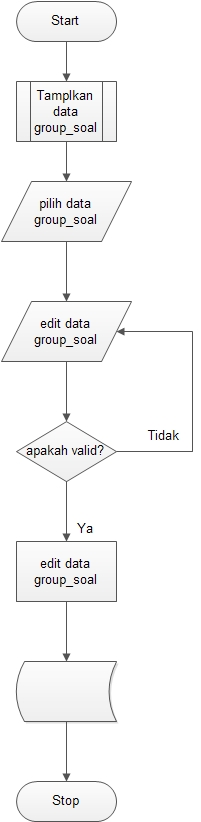 Start
Tamplkan
data
group_soal
pilih data
group_soal
edit data
group_soal
Tidak
apakah valid?
Ya
edit data
group_soal
Stop